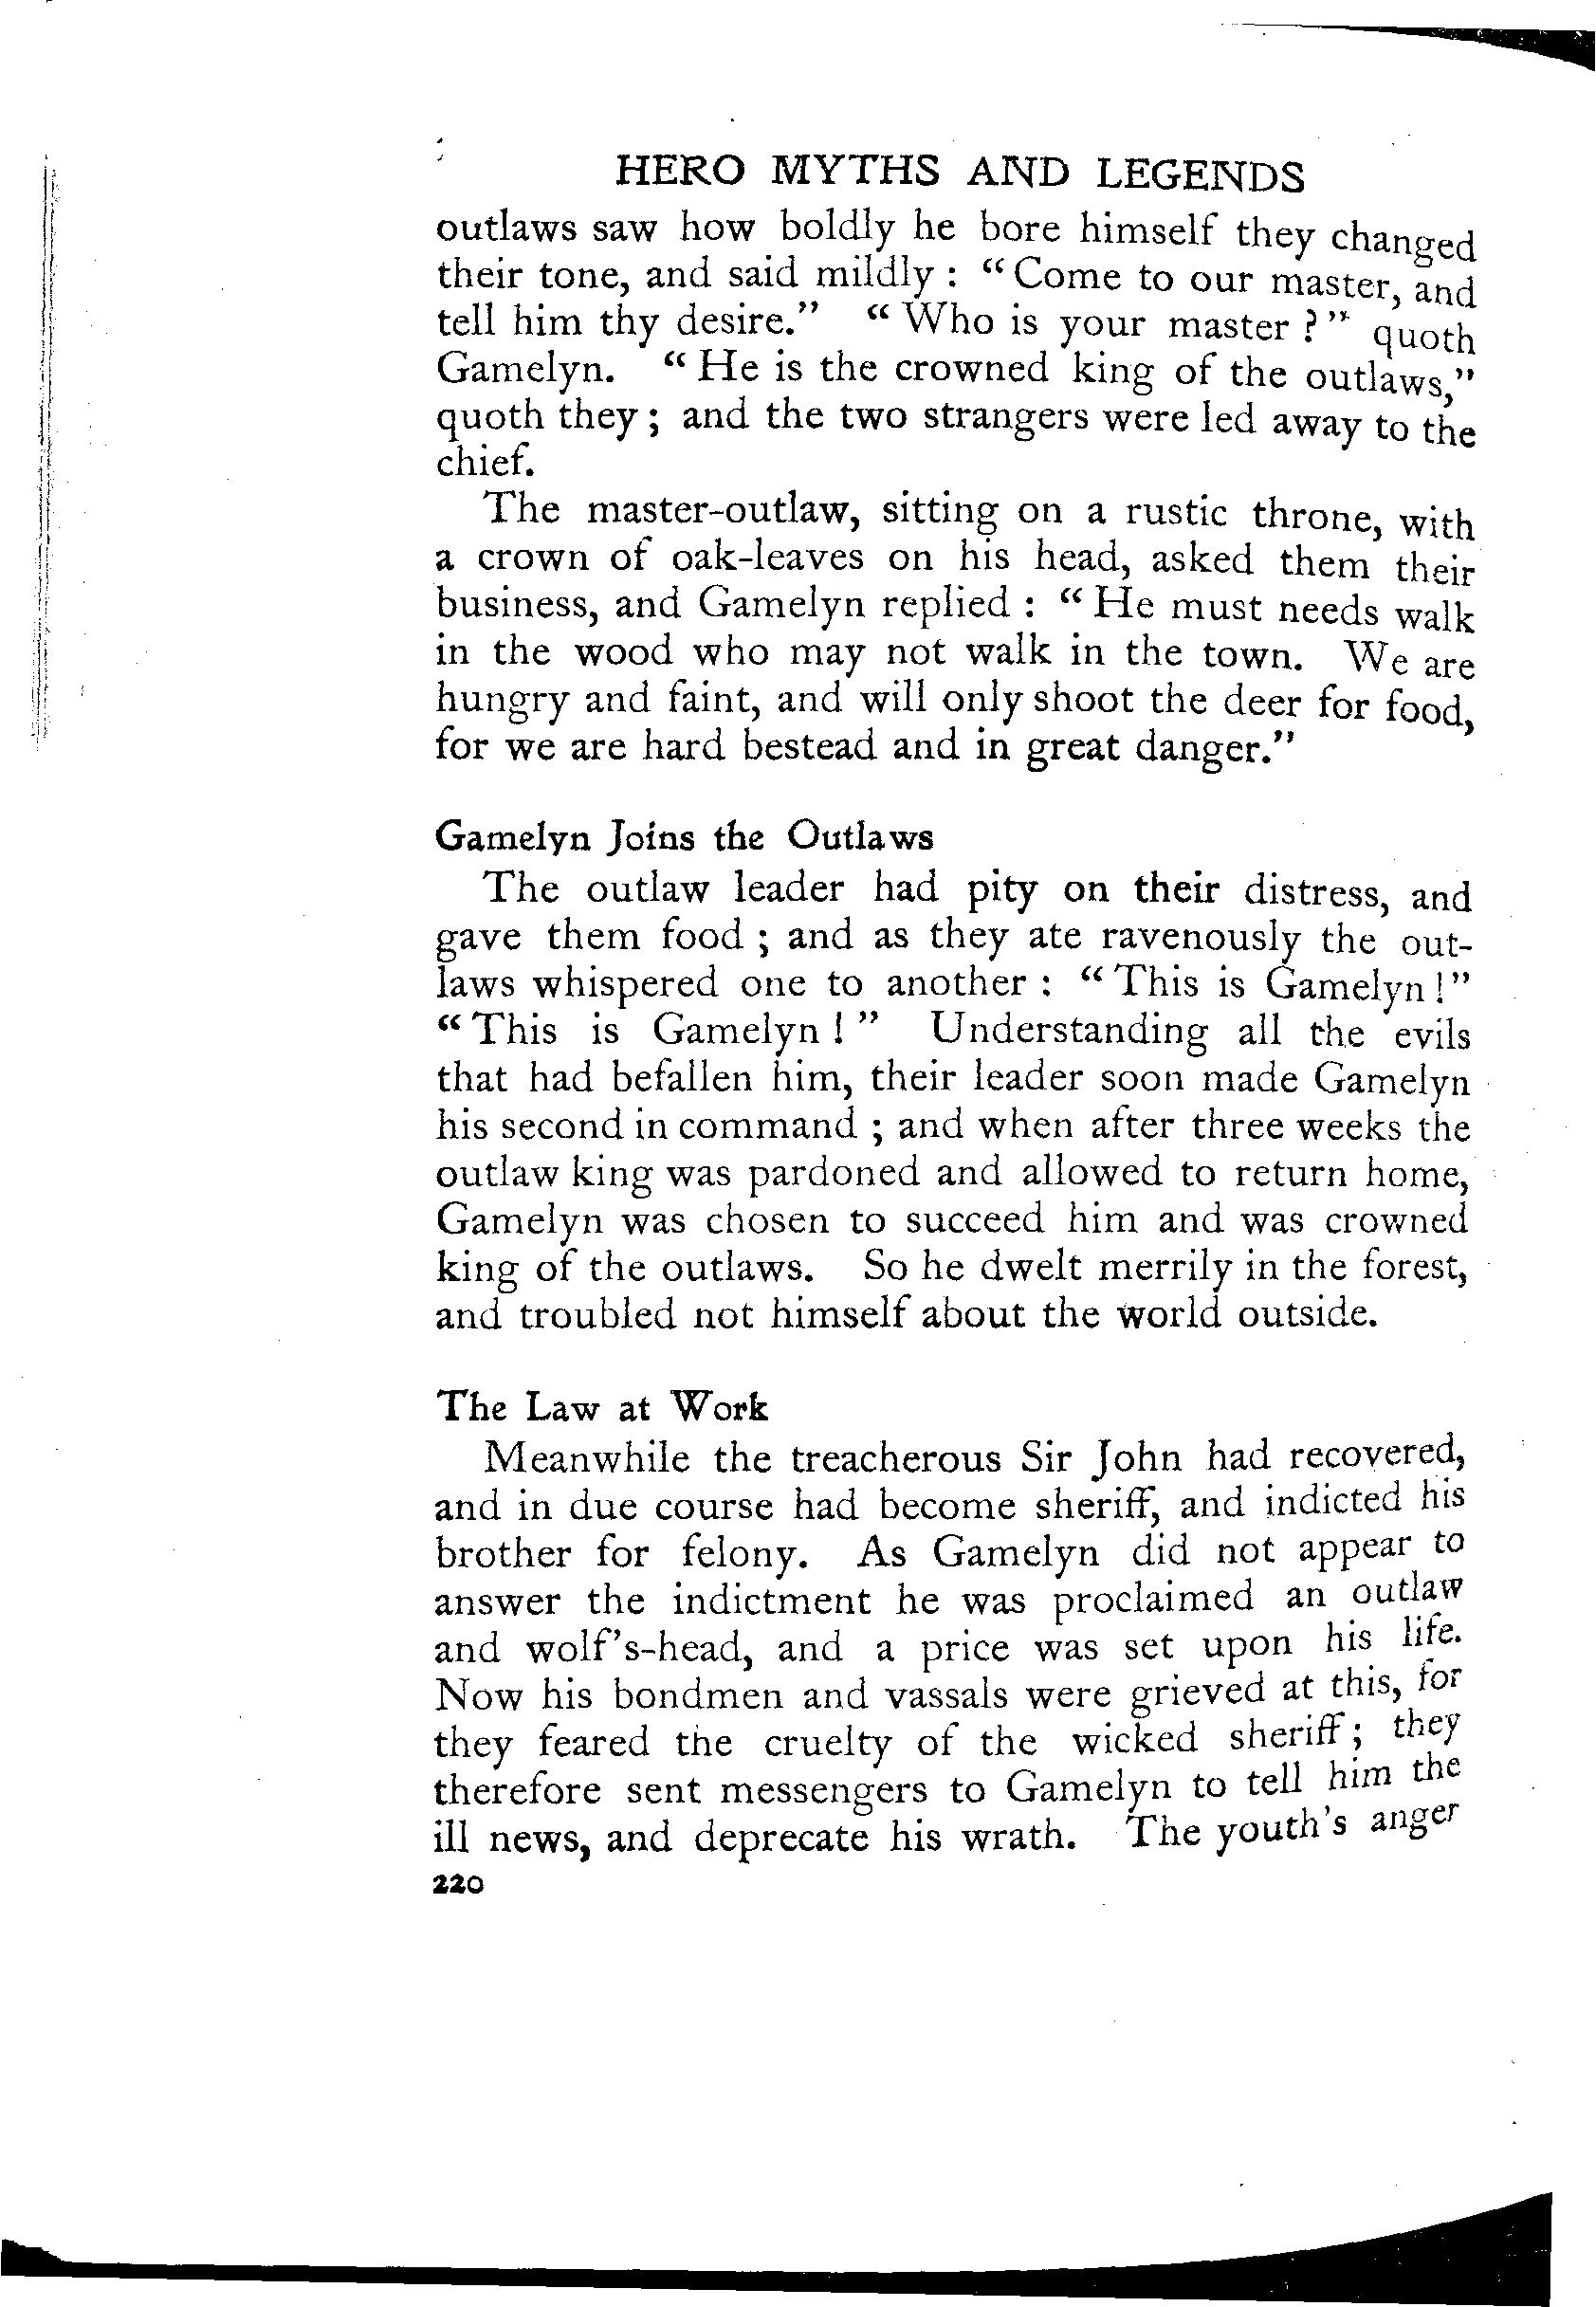 HERO MYTHS AND LEGENDS
outlaws saw how boldly he bore himself they changed
their tone, and said mildly : “ Come to our master, and
tell him thy desire.” “ Who is your master ? ” quoth
Gamelyn. “ He is the crowned king of the outlaws,”
quoth they ; and the two strangers were led away to the
chief.
The master-outlaw, sitting on a rustic throne, with
a crown of oak-leaves on his head, asked them their
business, and Gamelyn replied : “ He must needs walk
in the wood who may not walk in the town. We are
hungry and faint, and will only shoot the deer for food,
for we are hard bestead and in great danger.”
Gamelyn Joins the Outlaws
The outlaw leader had pity on their distress, and
gave them food ; and as they ate ravenously the out-
laws whispered one to another : “ This is Gamelyn ! ”
“ This is Gamelyn ! ” Understanding all the evils
that had befallen him, their leader soon made Gamelyn
his second in command ; and when after three weeks the
outlaw king was pardoned and allowed to return home,
Gamelyn was chosen to succeed him and was crowned
king of the outlaws. So he dwelt merrily in the forest,
and troubled not himself about the world outside.
The Law at Work
Meanwhile the treacherous Sir John had recovered,
and in due course had become sheriff, and indicted his
brother for felony. As Gamelyn did not appear to
answer the indictment he was proclaimed an outlaw
and wolf’s-head, and a price was set upon his life.
Now his bondmen and vassals were grieved at this, for
they feared the cruelty of the wicked sheriff ; they
therefore sent messengers to Gamelyn to tell him the
ill news, and deprecate his wrath. The youth’s anger
220